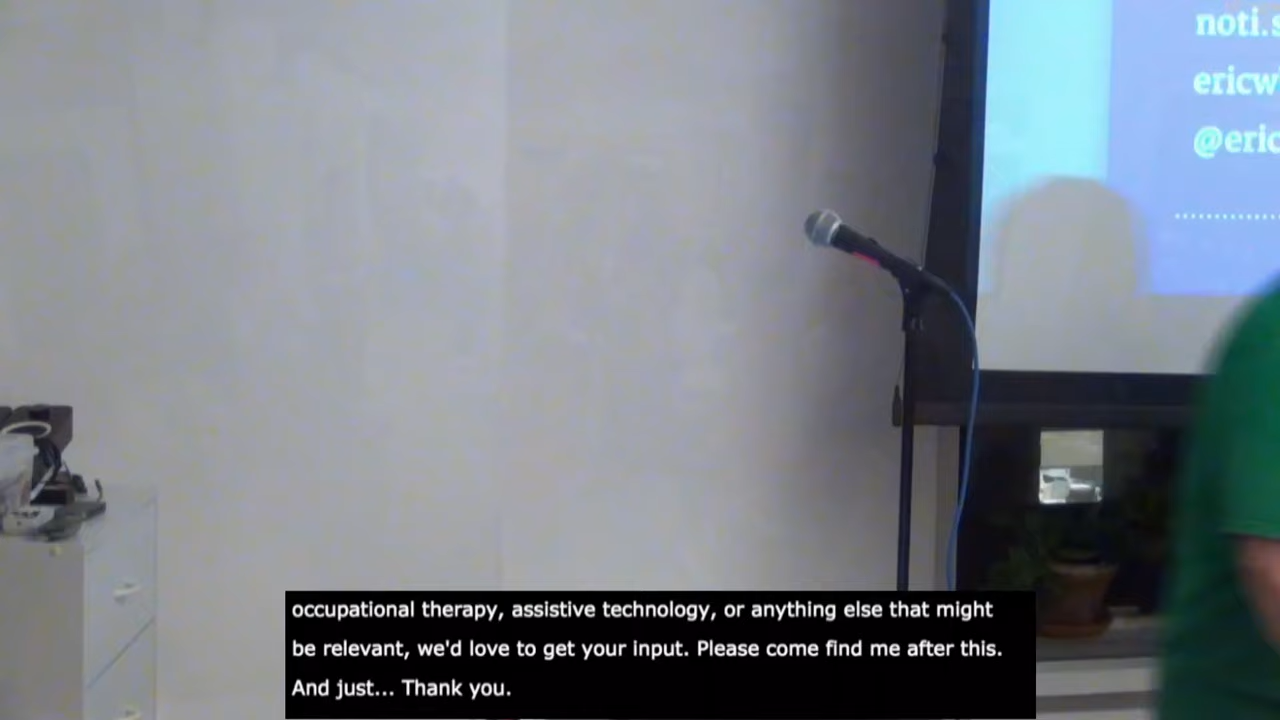 noti.s
ericw
@eric
occupational therapy, assistive technology, or anything else that might
be relevant, we'd love to get your input. Please come find me after this.
And just... Thank you.